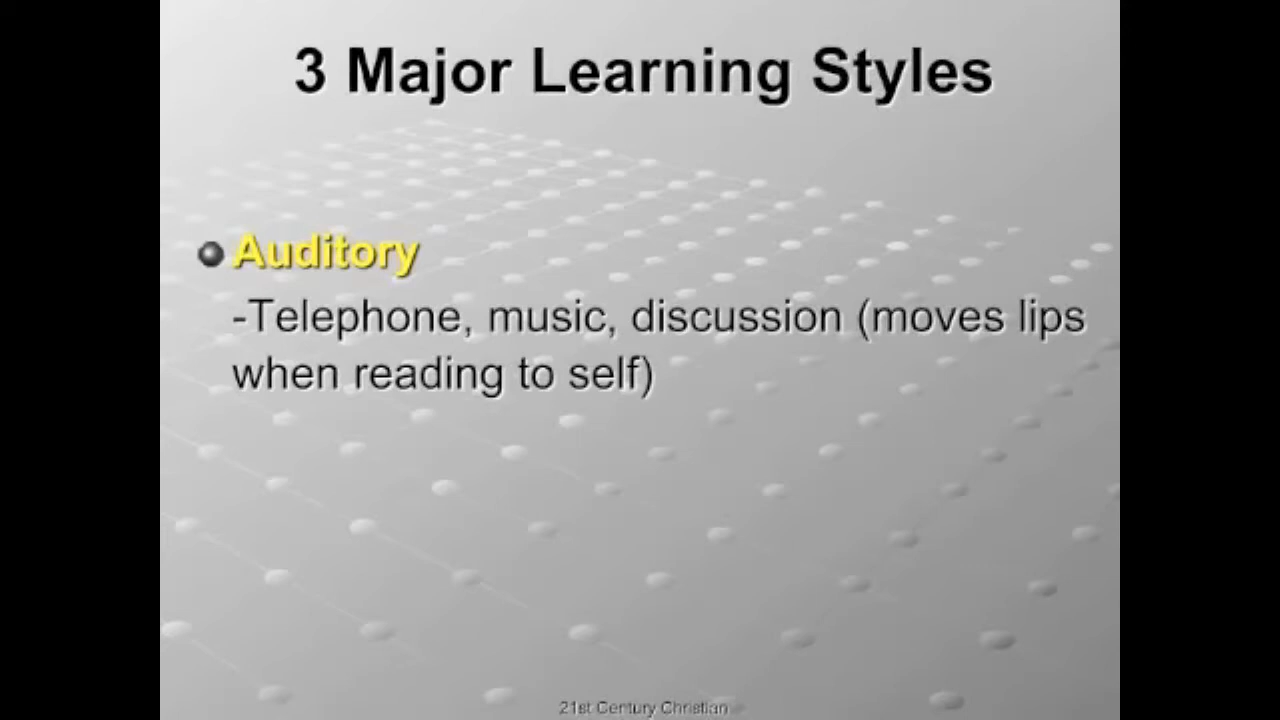 3 Major Learning Styles
Auditory
-Telephone, music, discussion (moves lips
when reading to self)
21st Century Christian